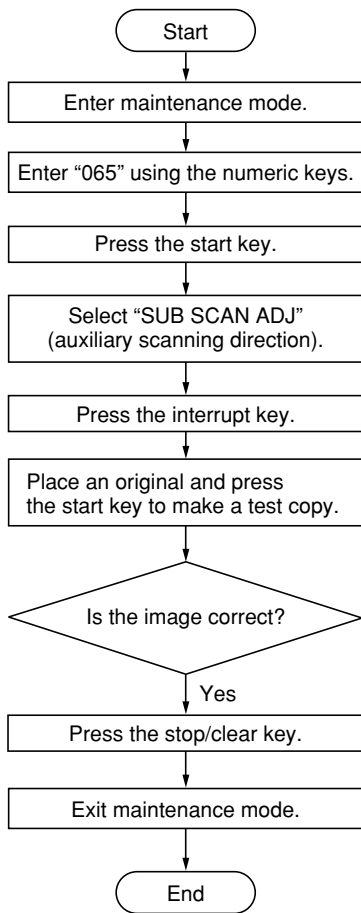 Start
Enter maintenance mode.
Enter “065” using the numeric keys.
Press the start key.
Select “SUB SCAN ADJ”
(auxiliary scanning direction).
Press the interrupt key.
Place an original and press
the start key to make a test copy.
Is the image correct?
Yes
Press the stop/clear key.
Exit maintenance mode.
End